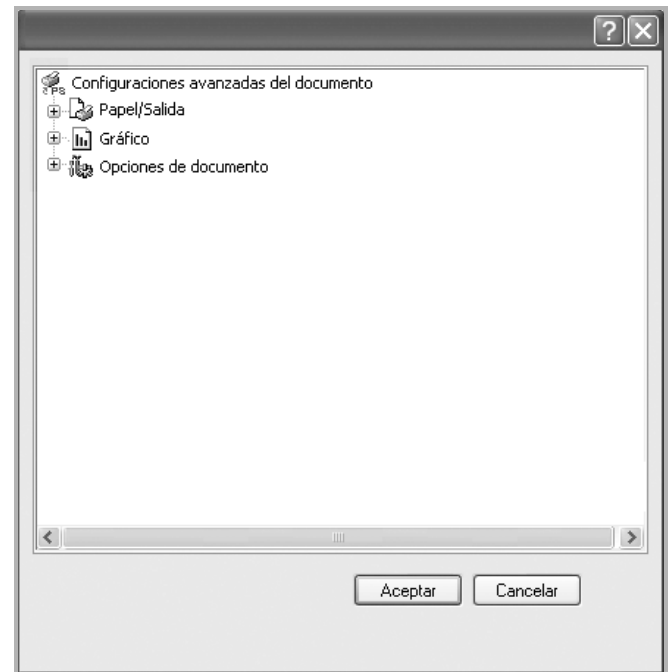 Configuraciones avanzadas del documento
Papel/Salida
Gráfico
Opciones de documento
Aceptar Cancelar